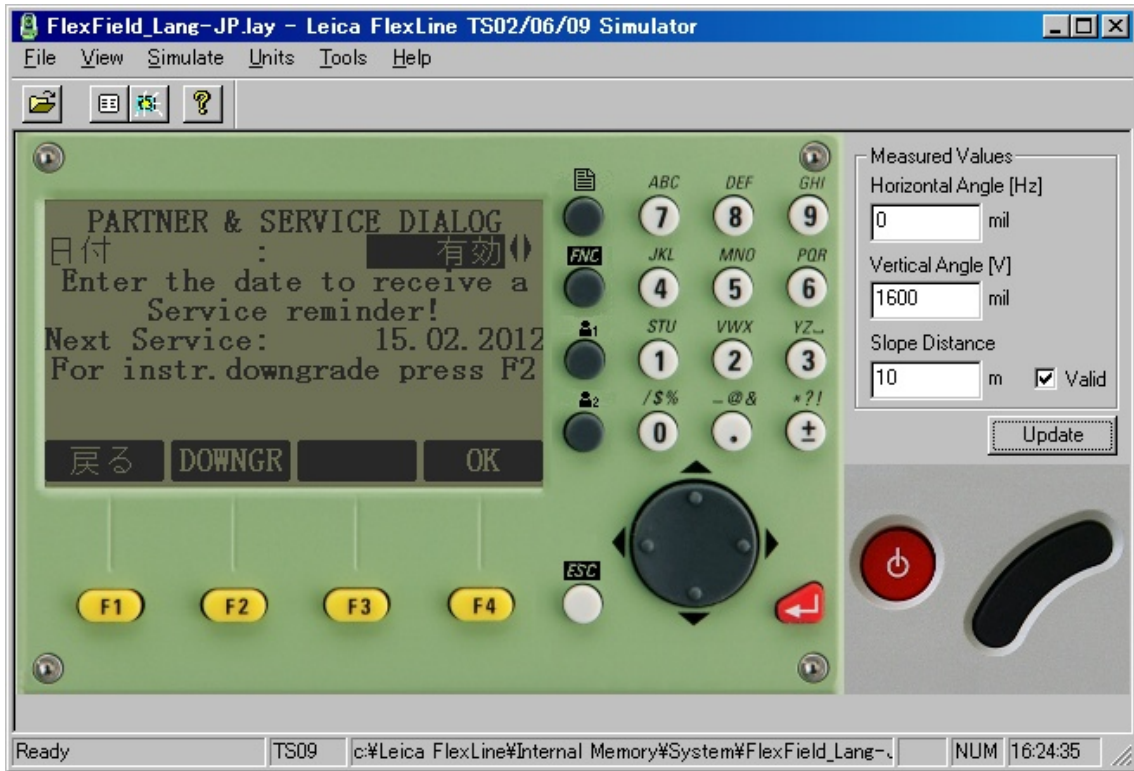 FlexField_Lang-JP.lay - Leica FlexLine TS02/06/09 Simulator
File View Simulate Units Tools Help
PARTNER & SERVICE DIALOG
日付 : 有効
Enter the date to receive a
Service reminder!
Next Service: 15.02.2012
For instr.downgrade press F2
戻る DOWNGR OK
F1 F2 F3 F4
ABC DEF GHI
7 8 9
FNC JKL MNO PQR
4 5 6
1 STU VWX YZ⎵
1 2 3
2 /$% _@& *?!
0 . ±
ESC
Measured Values
Horizontal Angle [Hz]
0 mil
Vertical Angle [V]
1600 mil
Slope Distance
10 m Valid
Update
Ready TS09 c:¥Leica FlexLine¥Internal Memory¥System¥FlexField_Lang- NUM 16:24:35